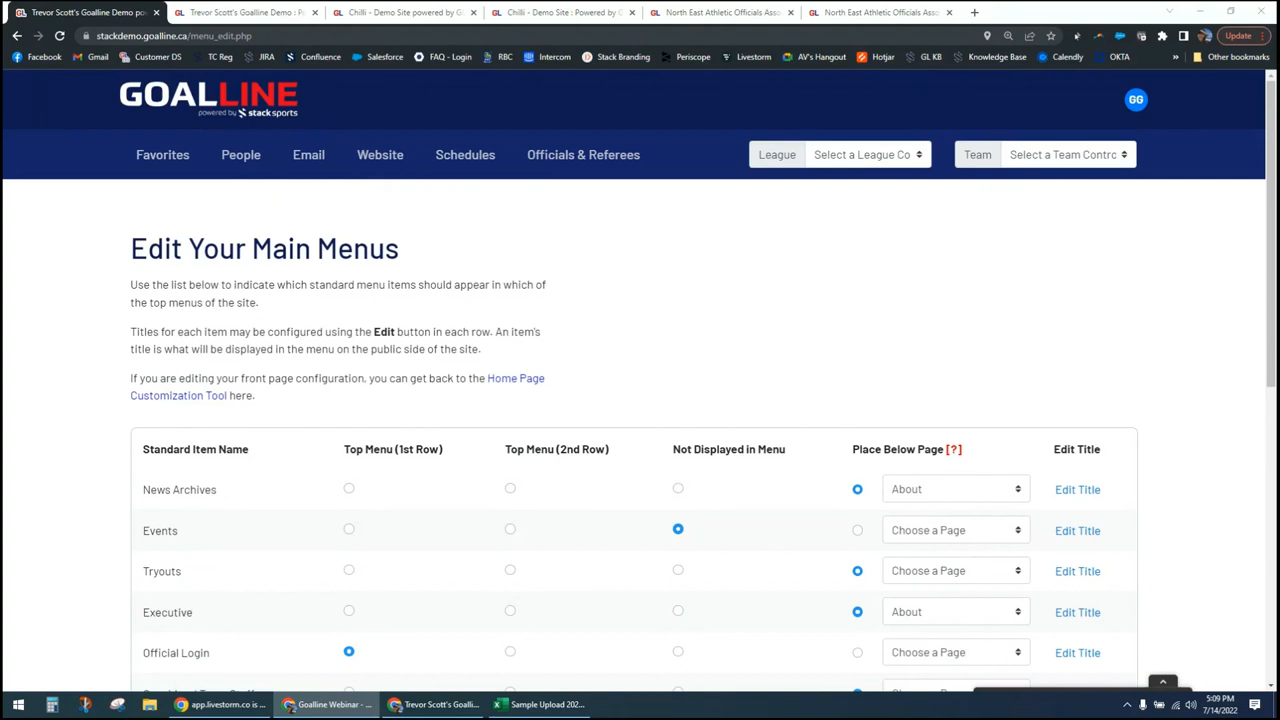 Trevor Scott's Goalline Demo po
Trevor Scott's Goalline Demo : P
Chilli - Demo Site powered by G
Chilli - Demo Site : Powered by
North East Athletic Officials Asso
North East Athletic Officials Asso
stackdemo.goalline.ca/menu_edit.php
Update
Facebook
Gmail
Customer DS
TC Reg
JIRA
Confluence
Salesforce
FAQ - Login
RBC
Intercom
Stack Branding
Periscope
Livestorm
AV's Hangout
Hotjar
GL KB
Knowledge Base
Calendly
OKTA
»
Other bookmarks
GOALLINE
powered by stack sports
GG
Favorites
People
Email
Website
Schedules
Officials & Referees
League
Select a League Co
Team
Select a Team Contro
Edit Your Main Menus
Use the list below to indicate which standard menu items should appear in which of
the top menus of the site.
Titles for each item may be configured using the Edit button in each row. An item's
title is what will be displayed in the menu on the public side of the site.
If you are editing your front page configuration, you can get back to the Home Page
Customization Tool here.
Standard Item Name Top Menu (1st Row) Top Menu (2nd Row) Not Displayed in Menu Place Below Page [?] Edit Title
News Archives About Edit Title
Events Choose a Page Edit Title
Tryouts Choose a Page Edit Title
Executive About Edit Title
Official Login Choose a Page Edit Title
app.livestorm.co is ...
Goalline Webinar - ...
Trevor Scott's Goalli...
Sample Upload 202...
5:09 PM
7/14/2022